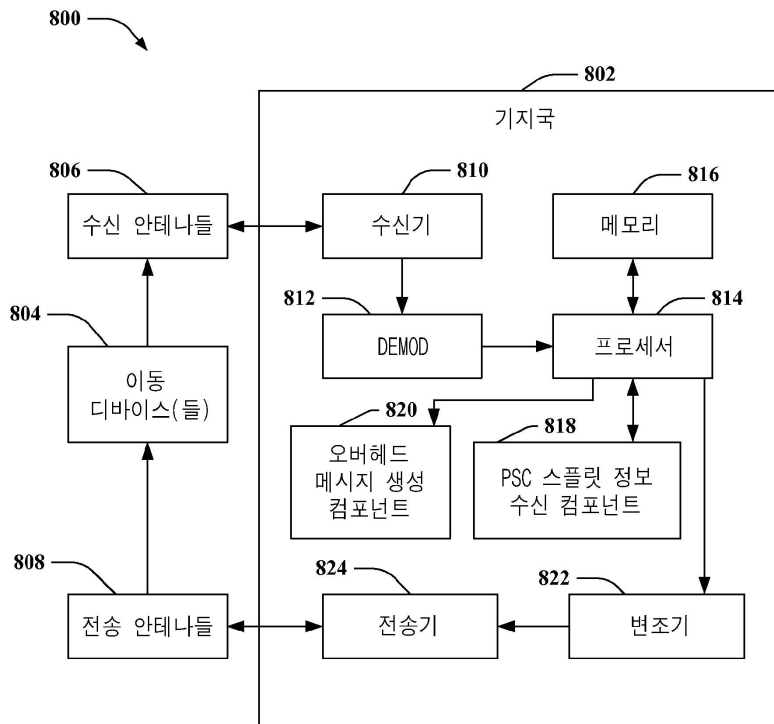 800
802
기지국
806
수신 안테나들
810
수신기
816
메모리
804
이동
디바이스(들)
812
DEMOD
814
프로세서
820
오버헤드
메시지 생성
컴포넌트
818
PSC 스플릿 정보
수신 컴포넌트
808
전송 안테나들
824
전송기
822
변조기